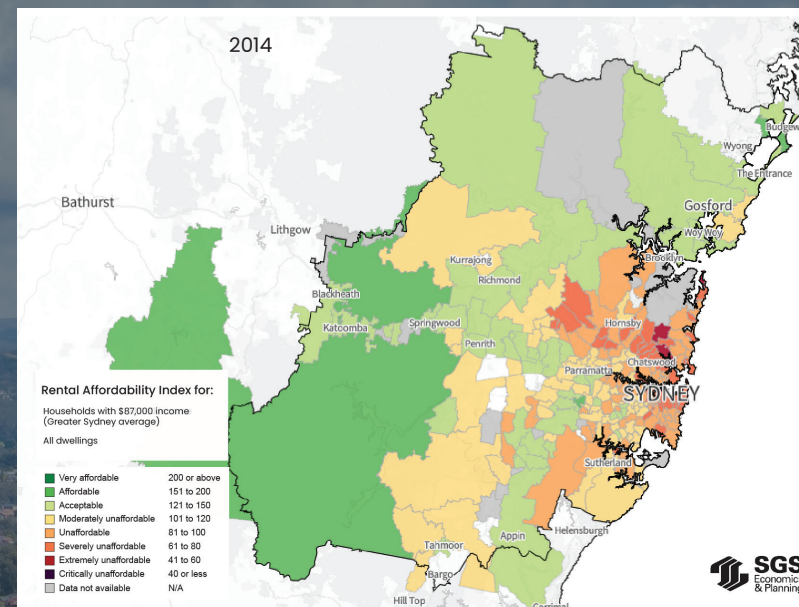 2014
Budgew
Wyong
The Entrance
Bathurst
Gosford
Lithgow
Woy Woy
Brooklyn
Kurrajong
Richmond
Blackheath
Hornsby
Katoomba
Springwood
Penrith
Chatswood
Parramatta
SYDNEY
Rental Affordability Index for:
Households with $87,000 income
(Greater Sydney average)
All dwellings
Very affordable 200 or above
Affordable 151 to 200
Acceptable 121 to 150
Moderately unaffordable 101 to 120
Unaffordable 81 to 100
Severely unaffordable 61 to 80
Extremely unaffordable 41 to 60
Critically unaffordable 40 or less
Data not available N/A
Sutherland
Helensburgh
Appin
Tahmoor
Bargo
Hill Top
SGS
Economic
& Planning